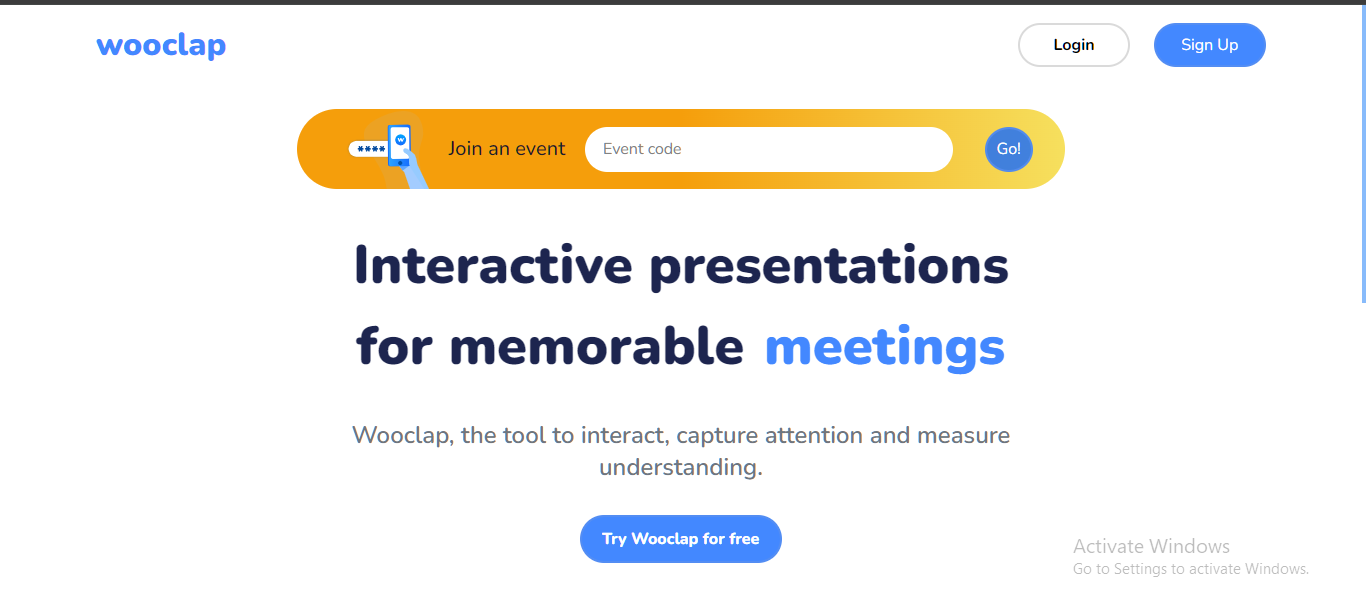 wooclap
Login
Sign Up
****
w
Join an event
Event code
Go!
Interactive presentations
for memorable meetings
Wooclap, the tool to interact, capture attention and measure
understanding.
Try Wooclap for free
Activate Windows
Go to Settings to activate Windows.